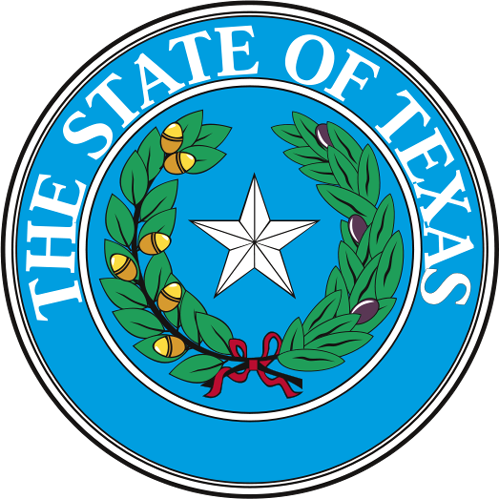 THE STATE OF TEXAS